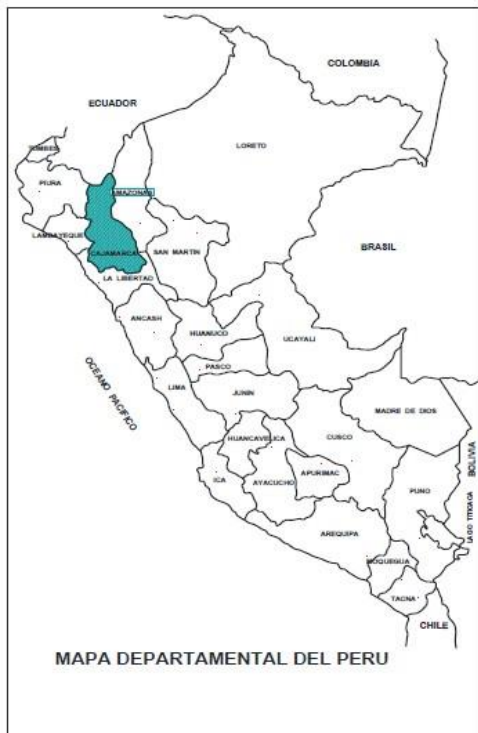 COLOMBIA
ECUADOR
LORETO
TUMBES
PIURA
AMAZONAS
LAMBAYEQUE
BRASIL
CAJAMARCA
SAN MARTIN
LA LIBERTAD
ANCASH
HUANUCO
UCAYALI
PASCO
OCEANO PACIFICO
LIMA
JUNIN
MADRE DE DIOS
HUANCAVELICA
CUSCO
BOLIVIA
ICA
AYACUCHO
APURIMAC
PUNO
LAGO TITICACA
AREQUIPA
MOQUEGUA
TACNA
CHILE
MAPA DEPARTAMENTAL DEL PERU